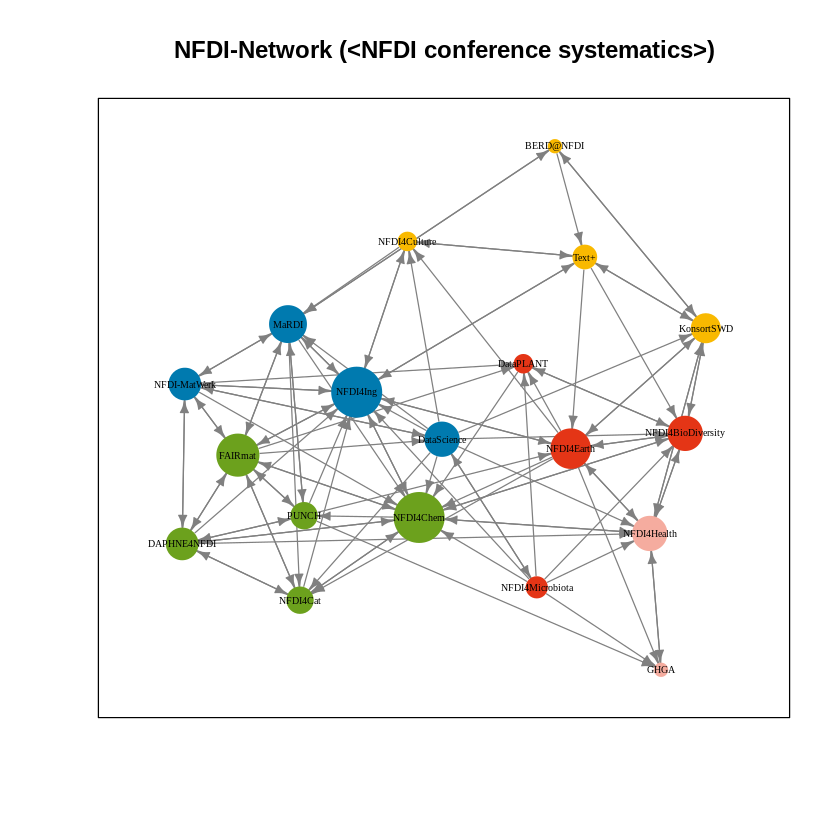 NFDI-Network (<NFDI conference systematics>)
BERD@NFDI
NFDI4Culture
Text+
MaRDI
KonsortSWD
DataPLANT
NFDI-MatWerk
NFDI4Ing
DataScience
NFDI4BioDiversity
NFDI4Earth
FAIRmat
PUNCH
NFDI4Chem
NFDI4Health
DAPHNE4NFDI
NFDI4Microbiota
NFDI4Cat
GHGA